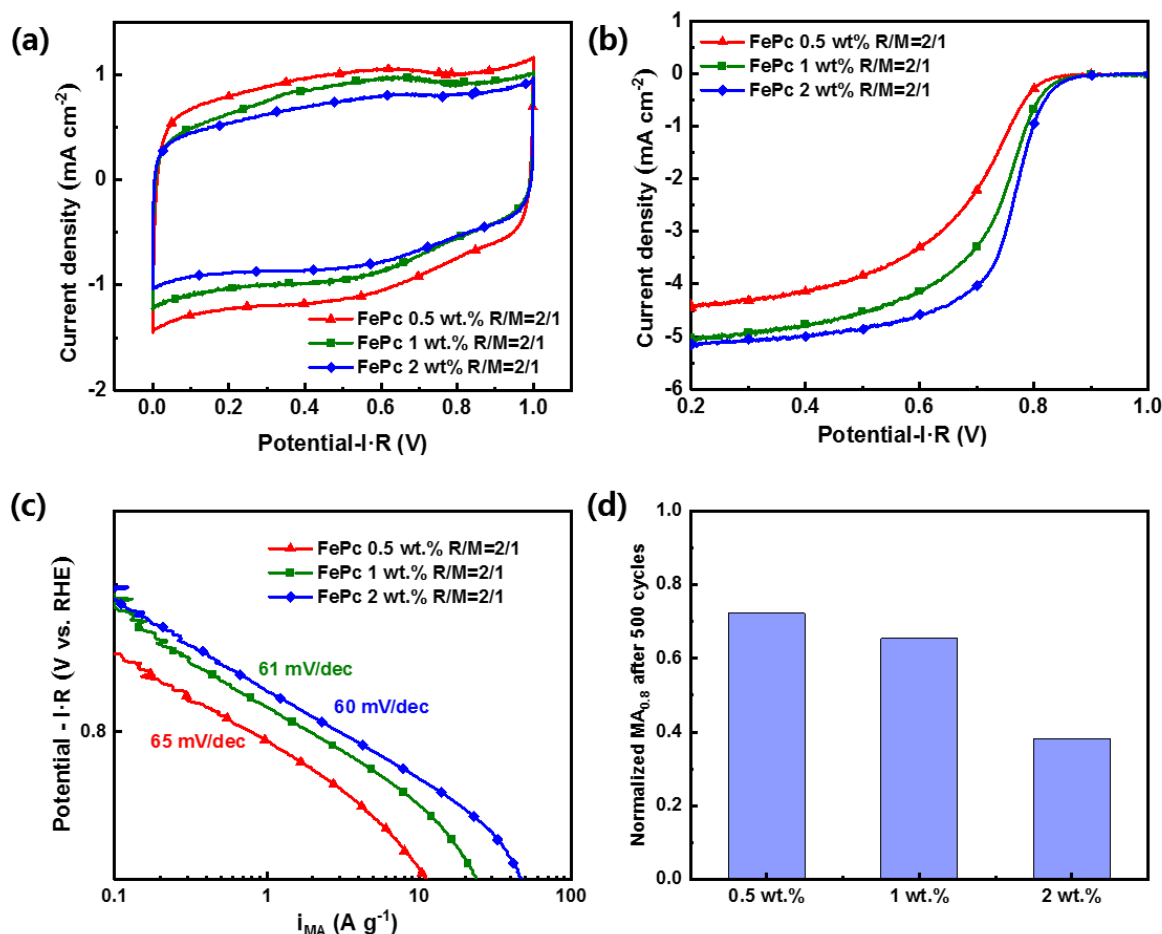 (a)
Current density (mA cm⁻²)
1
0
-1
-2
FePc 0.5 wt.% R/M=2/1
FePc 1 wt.% R/M=2/1
FePc 2 wt% R/M=2/1
0.0 0.2 0.4 0.6 0.8 1.0
Potential-I·R (V)
(b)
Current density (mA cm⁻²)
1
0
-1
-2
-3
-4
-5
-6
FePc 0.5 wt% R/M=2/1
FePc 1 wt% R/M=2/1
FePc 2 wt% R/M=2/1
0.2 0.4 0.6 0.8 1.0
Potential-I·R (V)
(c)
Potential -I·R (V vs. RHE)
0.8
FePc 0.5 wt.% R/M=2/1
FePc 1 wt.% R/M=2/1
FePc 2 wt.% R/M=2/1
61 mV/dec
60 mV/dec
65 mV/dec
0.1 1 10 100
i_MA (A g⁻¹)
(d)
Normalized MA₀.₈ after 500 cycles
1.0
0.8
0.6
0.4
0.2
0.0
0.5 wt.% 1 wt.% 2 wt.%